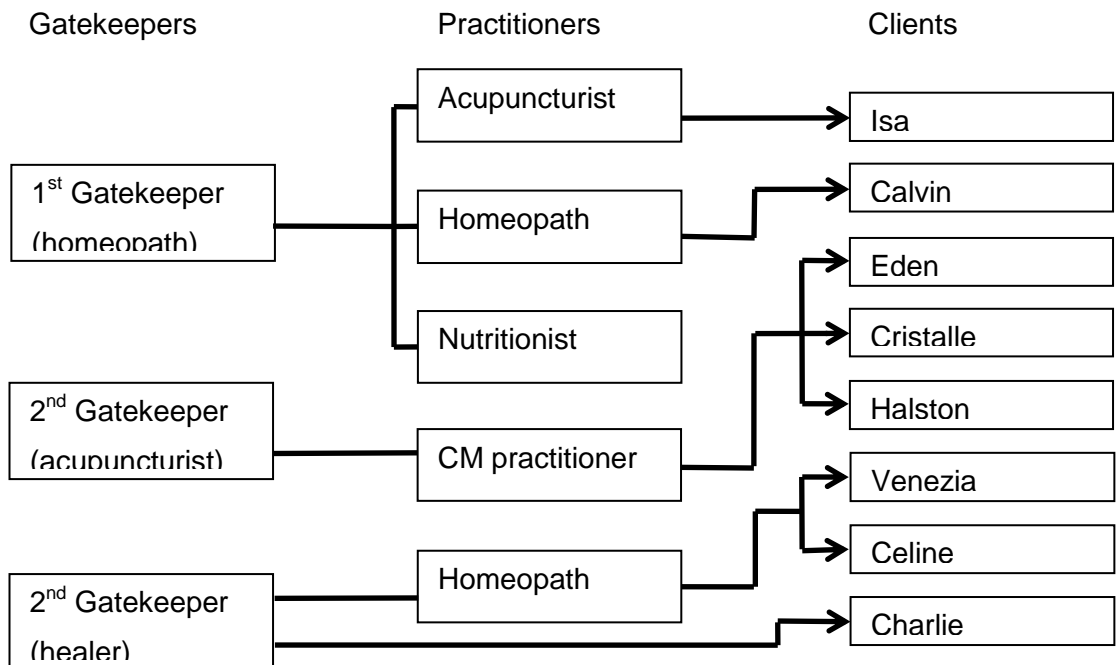 Gatekeepers
Practitioners
Clients
1st Gatekeeper
(homeopath)
2nd Gatekeeper
(acupuncturist)
2nd Gatekeeper
(healer)
Acupuncturist
Homeopath
Nutritionist
CM practitioner
Homeopath
Isa
Calvin
Eden
Cristalle
Halston
Venezia
Celine
Charlie